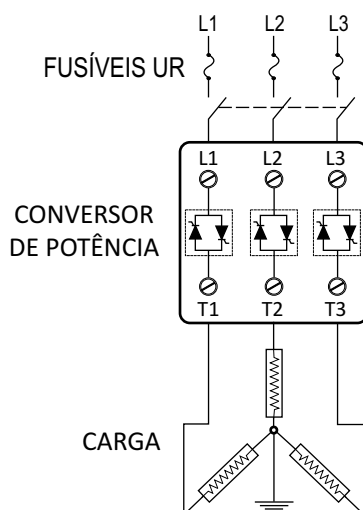 L1 L2 L3
FUSÍVEIS UR
L1 L2 L3
CONVERSOR
DE POTÊNCIA
T1 T2 T3
CARGA